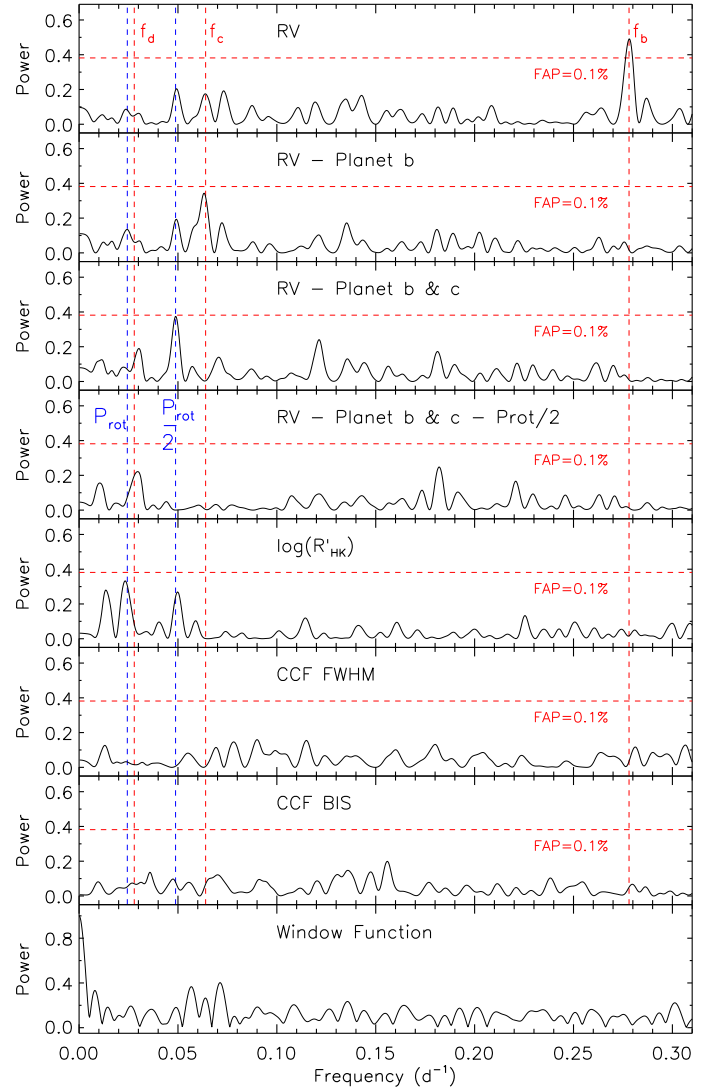 f_d f_c f_b
RV
FAP=0.1%
Power
0.6
0.4
0.2
0.0
RV – Planet b
FAP=0.1%
Power
0.6
0.4
0.2
0.0
RV – Planet b & c
FAP=0.1%
Power
0.6
0.4
0.2
0.0
P_rot P_rot/2
RV – Planet b & c – Prot/2
FAP=0.1%
Power
0.6
0.4
0.2
0.0
log(R'_HK)
FAP=0.1%
Power
0.6
0.4
0.2
0.0
CCF FWHM
FAP=0.1%
Power
0.6
0.4
0.2
0.0
CCF BIS
FAP=0.1%
Power
0.6
0.4
0.2
0.0
Window Function
Power
0.8
0.4
0.0
0.00 0.05 0.10 0.15 0.20 0.25 0.30
Frequency (d⁻¹)